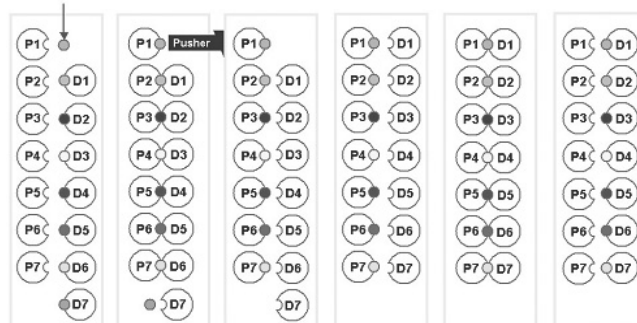 P1 P1 Pusher P1 P1 D1 P1 D1 P1 D1
P2 D1 P2 D1 P2 D1 P2 D2 P2 D2 P2 D2
P3 D2 P3 D2 P3 D2 P3 D3 P3 D3 P3 D3
P4 D3 P4 D3 P4 D3 P4 D4 P4 D4 P4 D4
P5 D4 P5 D4 P5 D4 P5 D5 P5 D5 P5 D5
P6 D5 P6 D5 P6 D5 P6 D6 P6 D6 P6 D6
P7 D6 P7 D6 P7 D6 P7 D7 P7 D7 P7 D7
D7 D7 D7